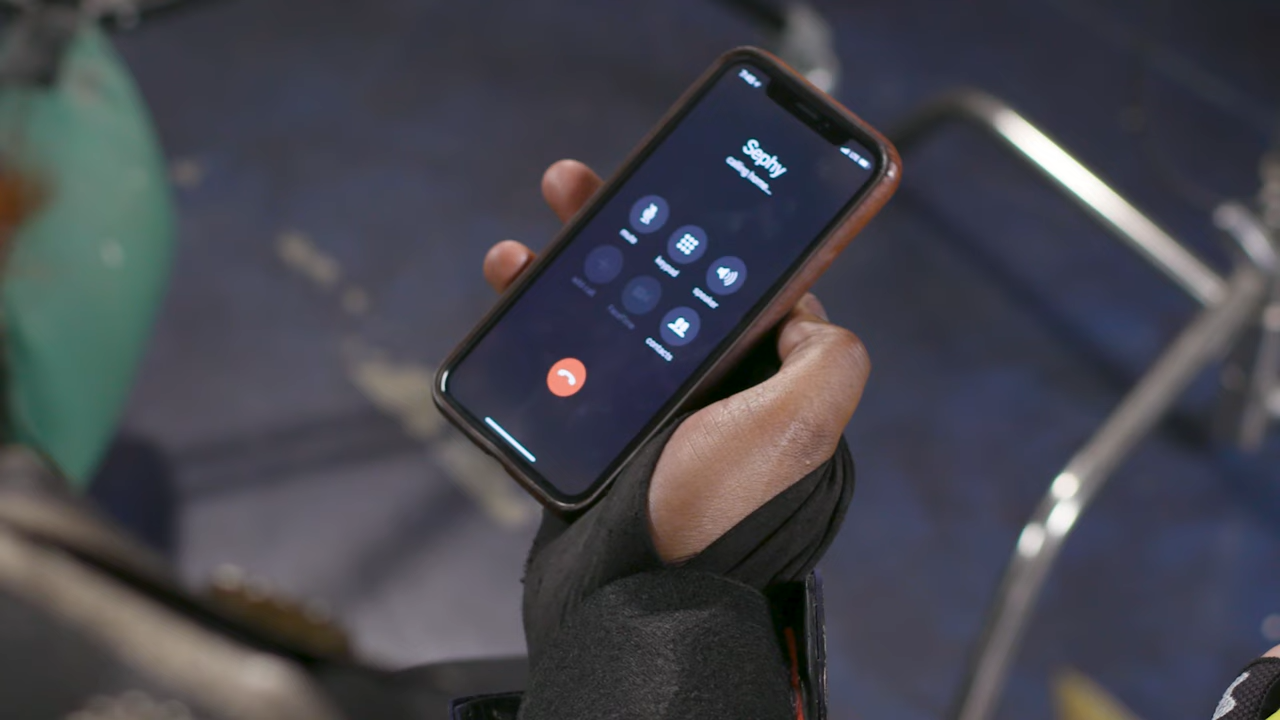 Sephy
calling home...
mute
keypad
speaker
contacts